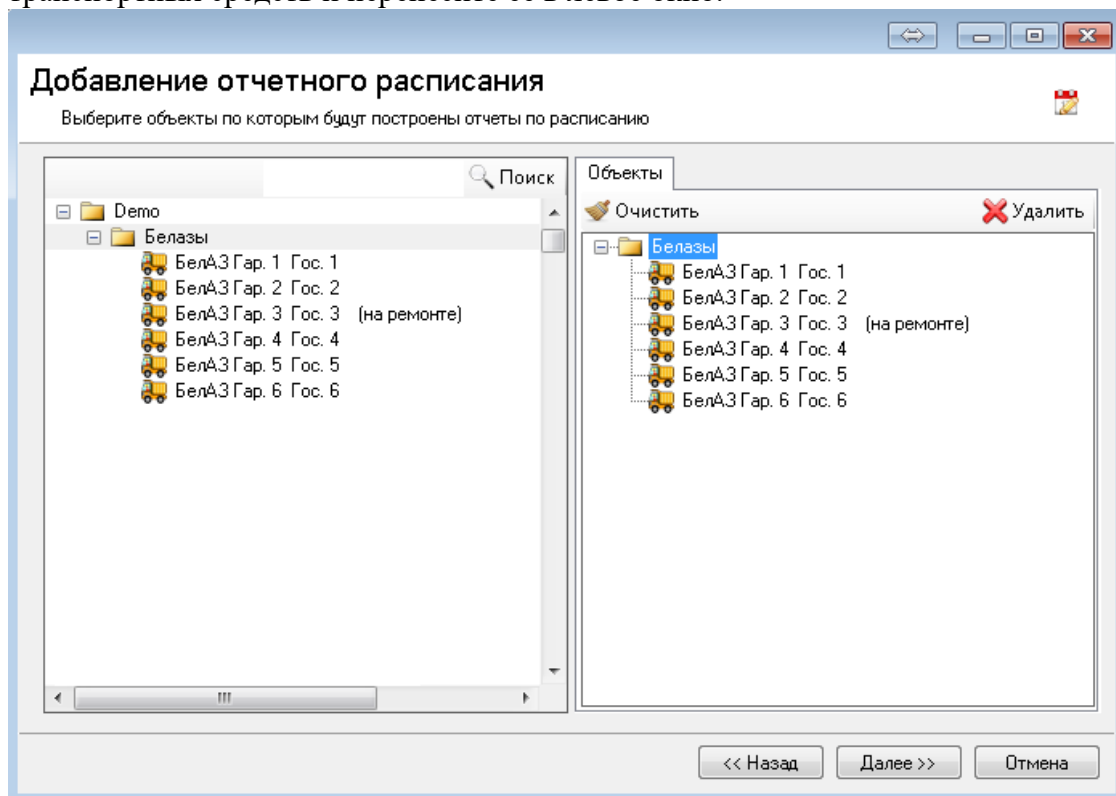 Добавление отчетного расписания
Выберите объекты по которым будут построены отчеты по расписанию
Поиск
Demo
Белазы
БелАЗ Гар. 1 Гос. 1
БелАЗ Гар. 2 Гос. 2
БелАЗ Гар. 3 Гос. 3 (на ремонте)
БелАЗ Гар. 4 Гос. 4
БелАЗ Гар. 5 Гос. 5
БелАЗ Гар. 6 Гос. 6
Объекты
Очистить Удалить
Белазы
БелАЗ Гар. 1 Гос. 1
БелАЗ Гар. 2 Гос. 2
БелАЗ Гар. 3 Гос. 3 (на ремонте)
БелАЗ Гар. 4 Гос. 4
БелАЗ Гар. 5 Гос. 5
БелАЗ Гар. 6 Гос. 6
<< Назад Далее >> Отмена